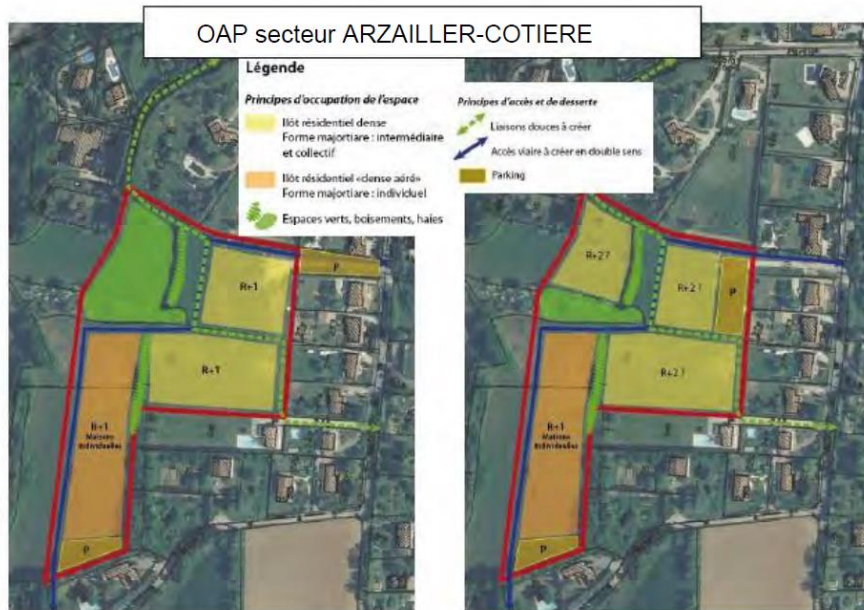 OAP secteur ARZAILLER-COTIERE
Légende
Principes d'occupation de l'espace
Ilôt résidentiel dense
Forme majortiare : intermédiaire
et collectif
Ilôt résidentiel «dense aéré»
Forme majortiare : individuel
Espaces verts, boisements, haies
Principes d'accès et de desserte
Liaisons douces à créer
Accès viaire à créer en double sens
Parking
P
R+1
R+1
R+1
Maisons
individuelles
P
R+2?
R+2?
P
R+2?
R+1
Maisons
individuelles
P